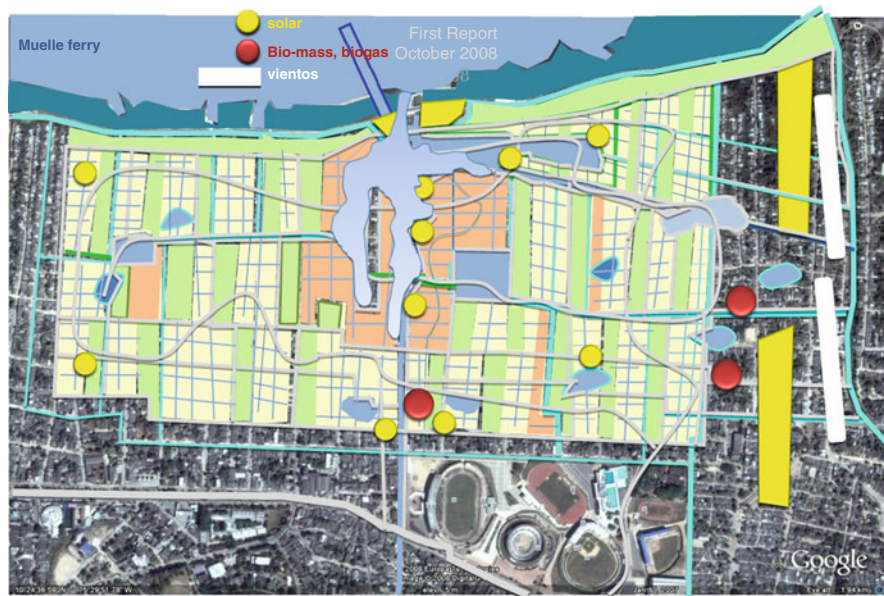 solar
First Report
Muelle ferry
Bio-mass, biogas
October 2008
vientos
Google